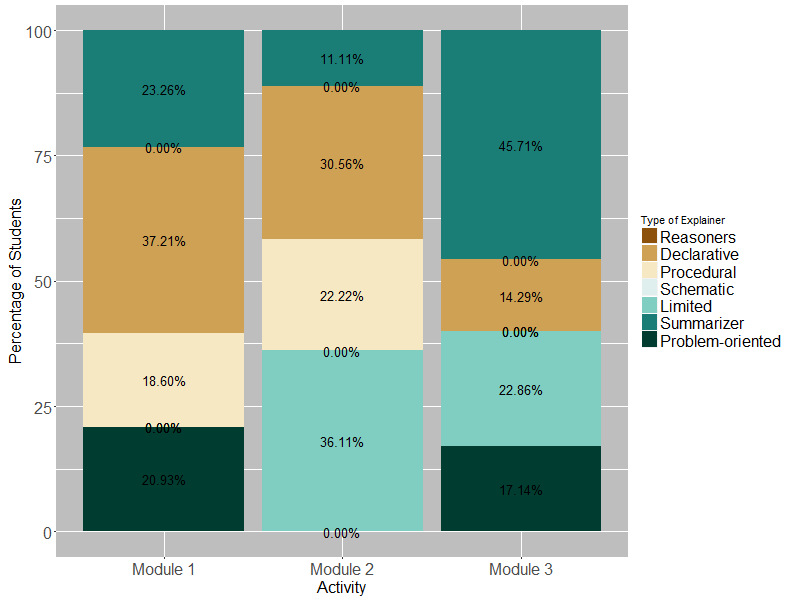 100
75
50
25
0
Percentage of Students
23.26%
0.00%
37.21%
18.60%
0.00%
20.93%
11.11%
0.00%
30.56%
22.22%
0.00%
36.11%
0.00%
45.71%
0.00%
14.29%
0.00%
22.86%
17.14%
Module 1
Module 2
Module 3
Activity
Type of Explainer
Reasoners
Declarative
Procedural
Schematic
Limited
Summarizer
Problem-oriented